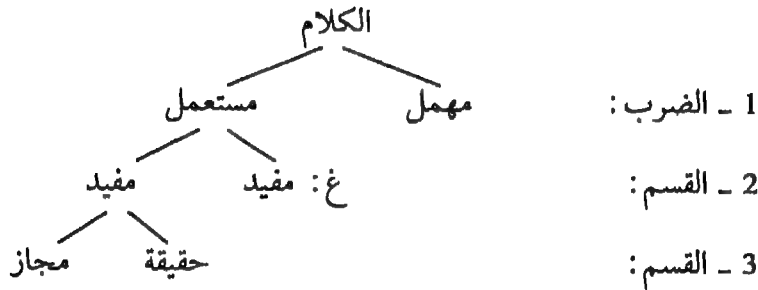 الكلام
1 ـ الضرب: مهمل مستعمل
2 ـ القسم: غ: مفيد مفيد
3 ـ القسم: حقيقة مجاز